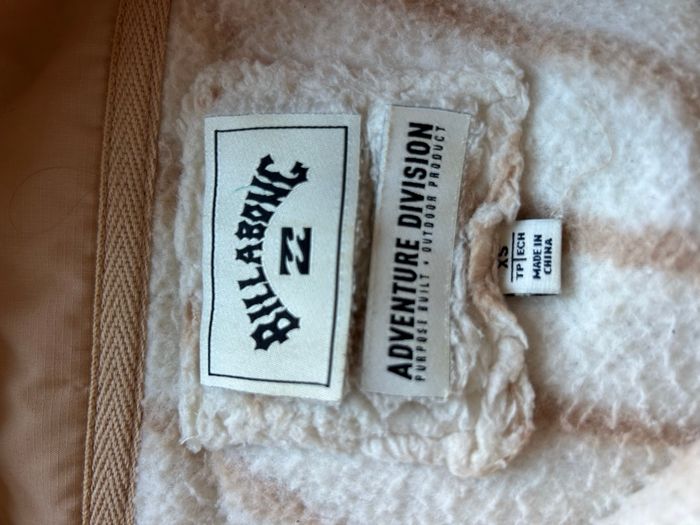 BILLABONG
ADVENTURE DIVISION
PURPOSE BUILT • OUTDOOR PRODUCT
XS
TP|ECH
MADE IN
CHINA